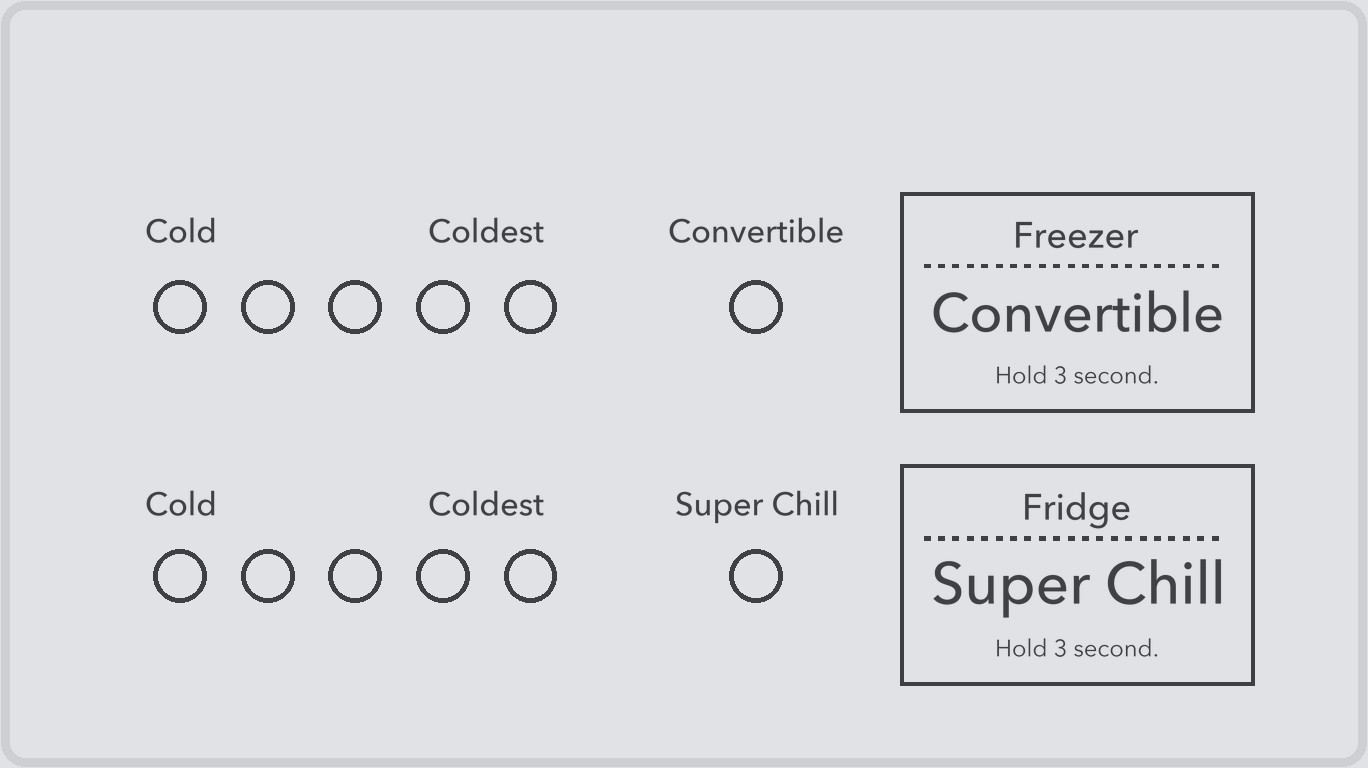 Cold Coldest Convertible
Freezer
Convertible
Hold 3 second.
Cold Coldest Super Chill
Fridge
Super Chill
Hold 3 second.